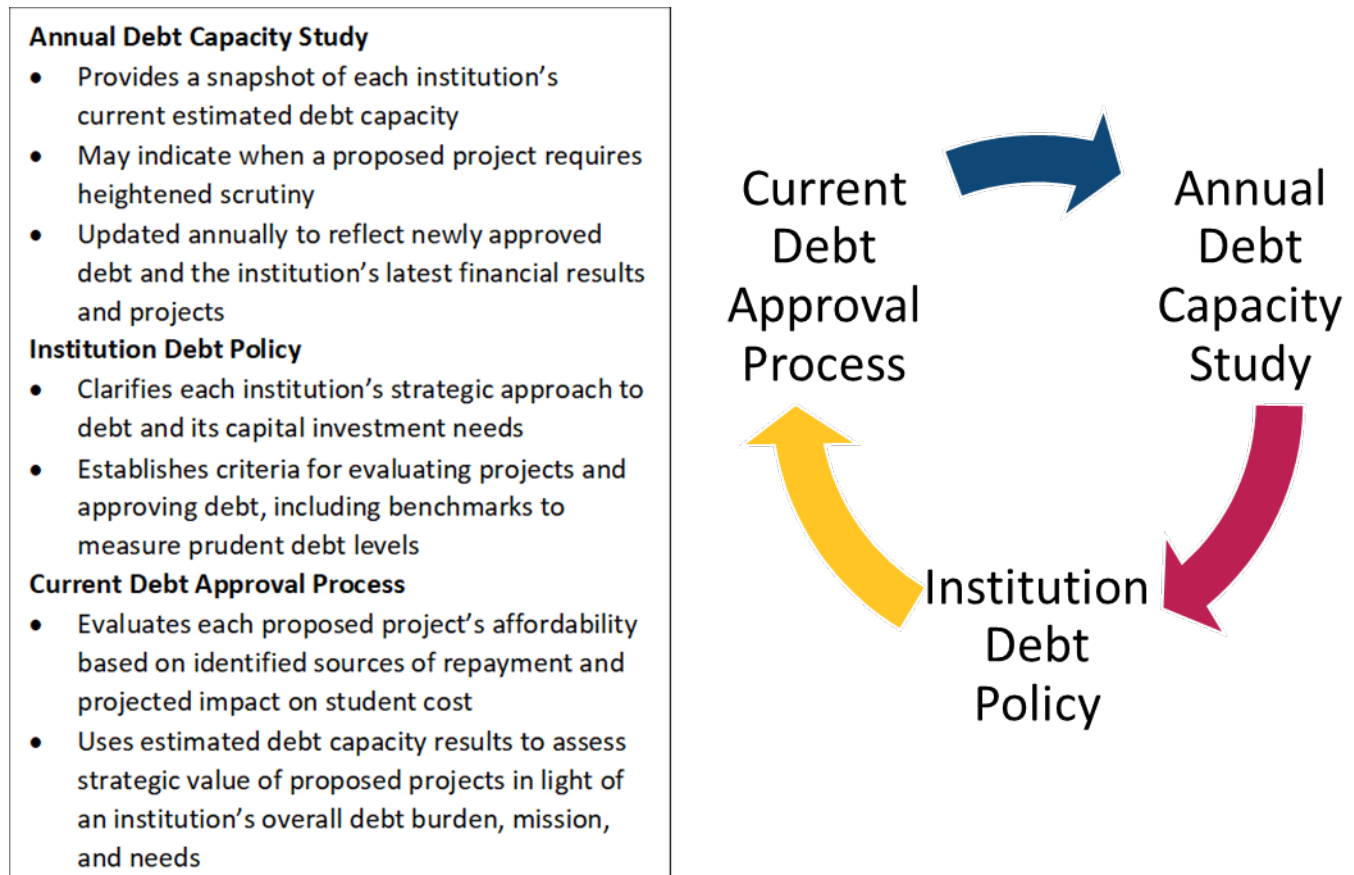 Annual Debt Capacity Study
• Provides a snapshot of each institution’s
current estimated debt capacity
• May indicate when a proposed project requires
heightened scrutiny
• Updated annually to reflect newly approved
debt and the institution’s latest financial results
and projects
Institution Debt Policy
• Clarifies each institution’s strategic approach to
debt and its capital investment needs
• Establishes criteria for evaluating projects and
approving debt, including benchmarks to
measure prudent debt levels
Current Debt Approval Process
• Evaluates each proposed project’s affordability
based on identified sources of repayment and
projected impact on student cost
• Uses estimated debt capacity results to assess
strategic value of proposed projects in light of
an institution’s overall debt burden, mission,
and needs
Current
Debt
Approval
Process
Annual
Debt
Capacity
Study
Institution
Debt
Policy